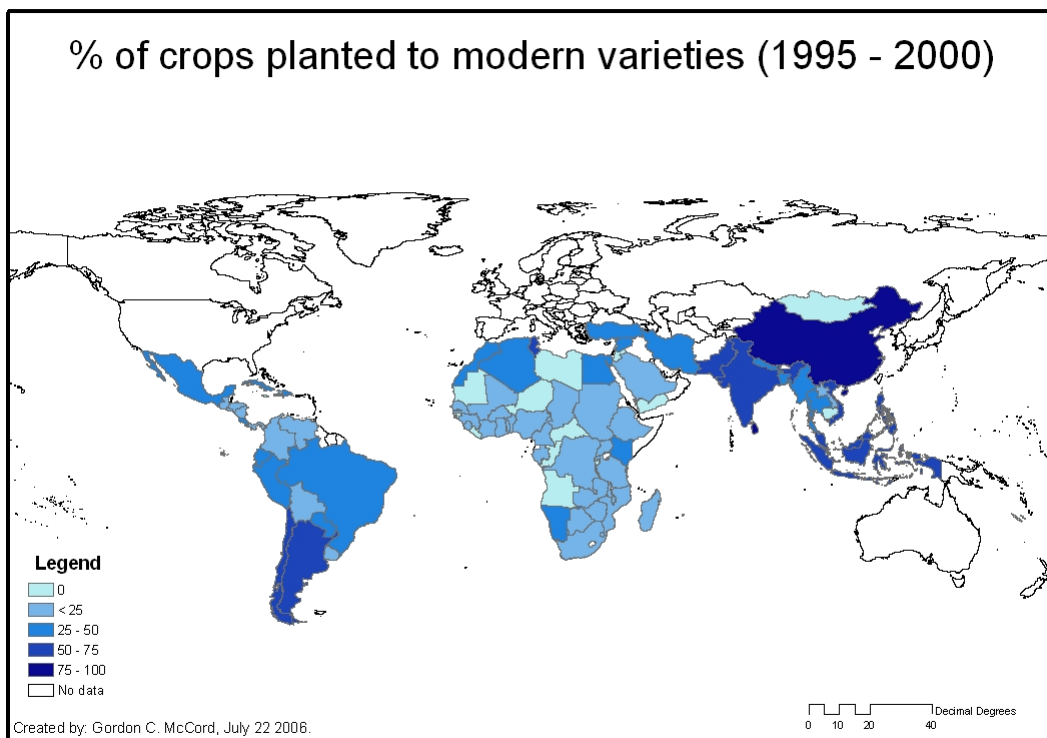 % of crops planted to modern varieties (1995 - 2000)
Legend
0
< 25
25 - 50
50 - 75
75 - 100
No data
Created by: Gordon C. McCord, July 22 2006.
Decimal Degrees
0 10 20 40